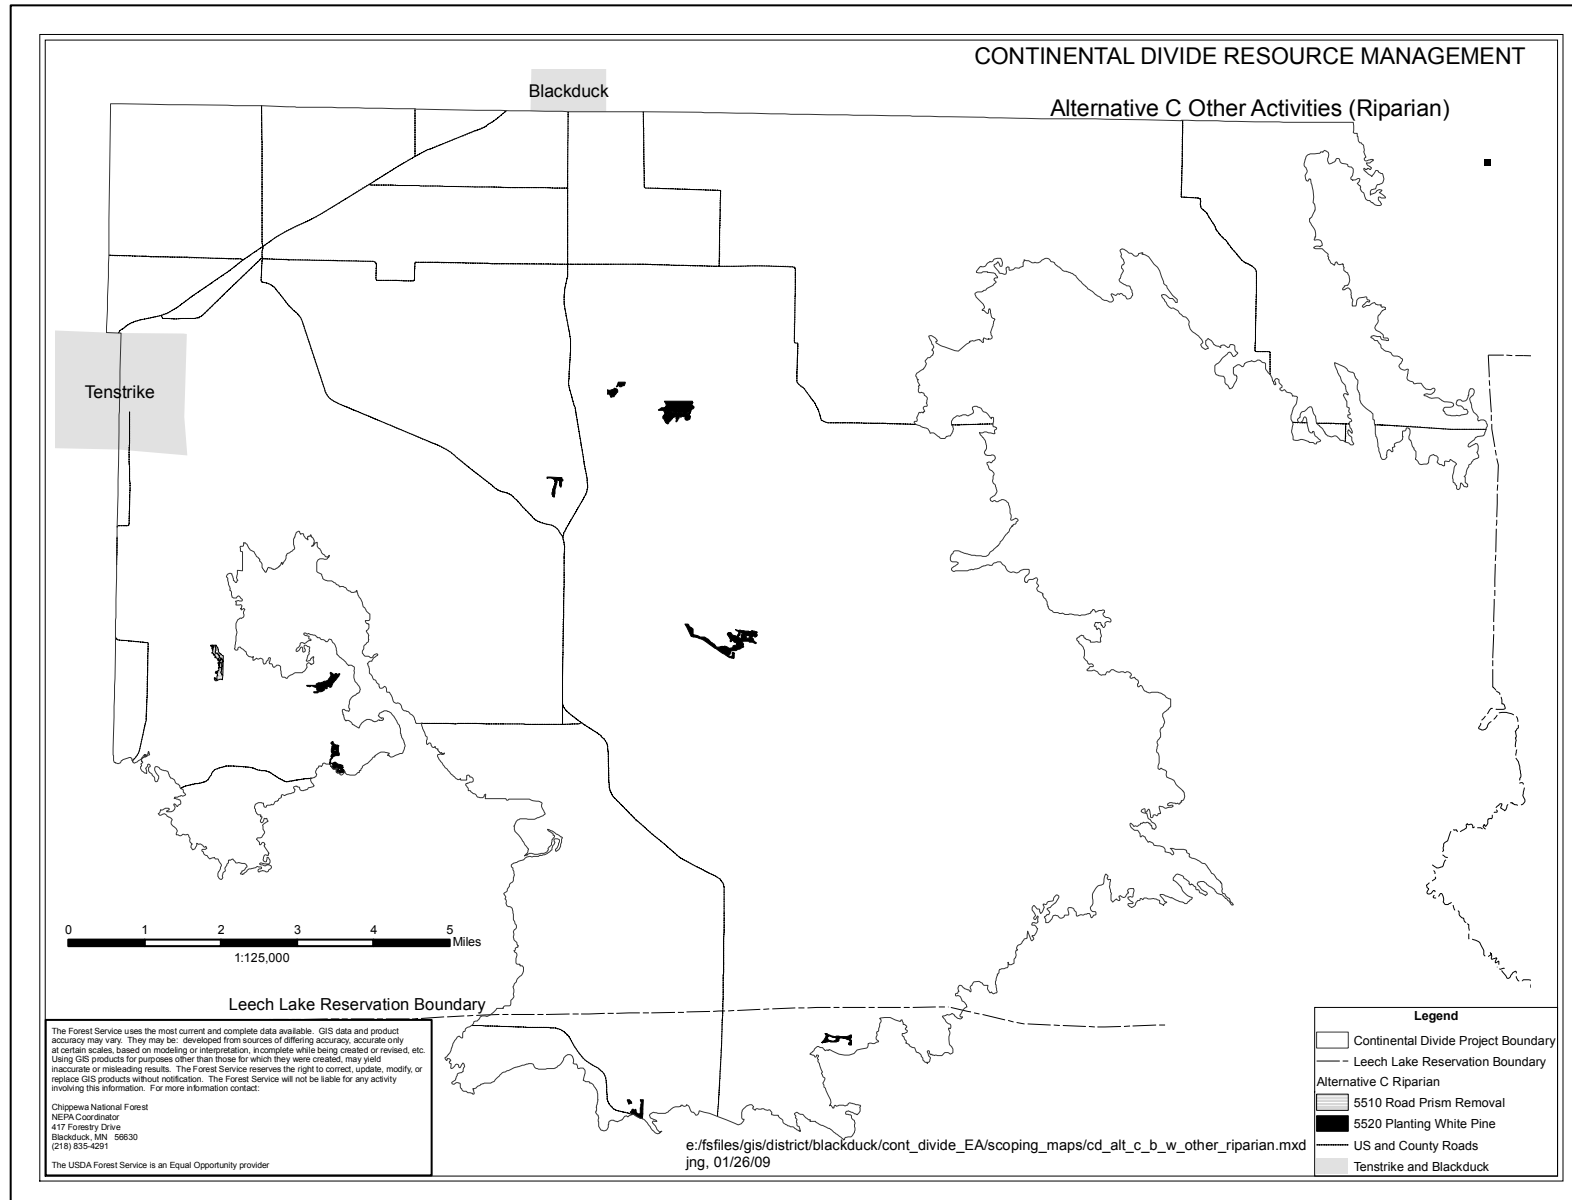 CONTINENTAL DIVIDE RESOURCE MANAGEMENT
Blackduck
Alternative C Other Activities (Riparian)
Tenstrike
0 1 2 3 4 5
Miles
1:125,000
Leech Lake Reservation Boundary
The Forest Service uses the most current and complete data available. GIS data and product
accuracy may vary. They may be: developed from sources of differing accuracy, accurate only
at certain scales, based on modeling or interpretation, incomplete while being created or revised, etc.
Using GIS products for purposes other than those for which they were created, may yield
inaccurate or misleading results. The Forest Service reserves the right to correct, update, modify, or
replace GIS products without notification. The Forest Service will not be liable for any activity
involving this information. For more information contact:
Chippewa National Forest
NEPA Coordinator
417 Forestry Drive
Blackduck, MN 56630
(218) 835-4291
The USDA Forest Service is an Equal Opportunity provider
e:/fsfiles/gis/district/blackduck/cont_divide_EA/scoping_maps/cd_alt_c_b_w_other_riparian.mxd
jng, 01/26/09
Legend
Continental Divide Project Boundary
Leech Lake Reservation Boundary
Alternative C Riparian
5510 Road Prism Removal
5520 Planting White Pine
US and County Roads
Tenstrike and Blackduck